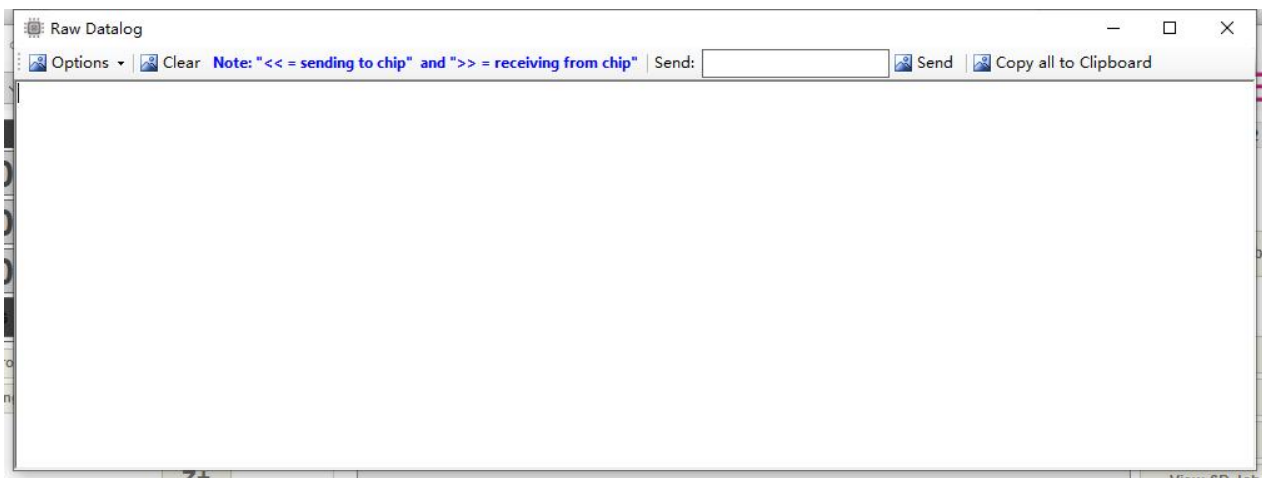 Raw Datalog
Options Clear Note: "<< = sending to chip" and ">> = receiving from chip" Send: Send Copy all to Clipboard